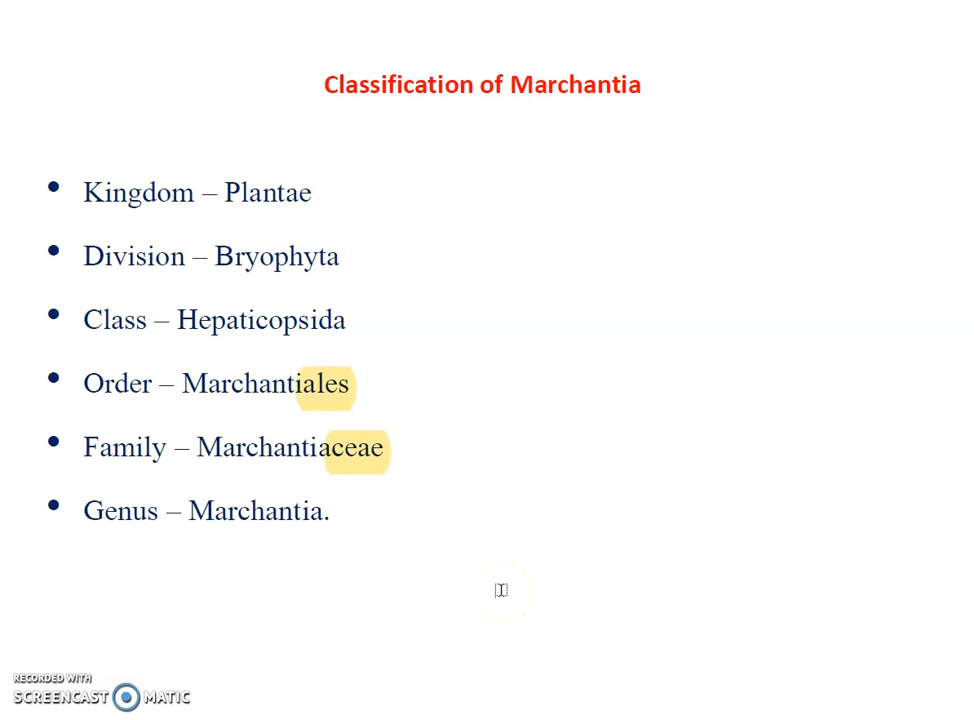 Classification of Marchantia
• Kingdom – Plantae
• Division – Bryophyta
• Class – Hepaticopsida
• Order – Marchantiales
• Family – Marchantiaceae
• Genus – Marchantia.
RECORDED WITH
SCREENCAST MATIC